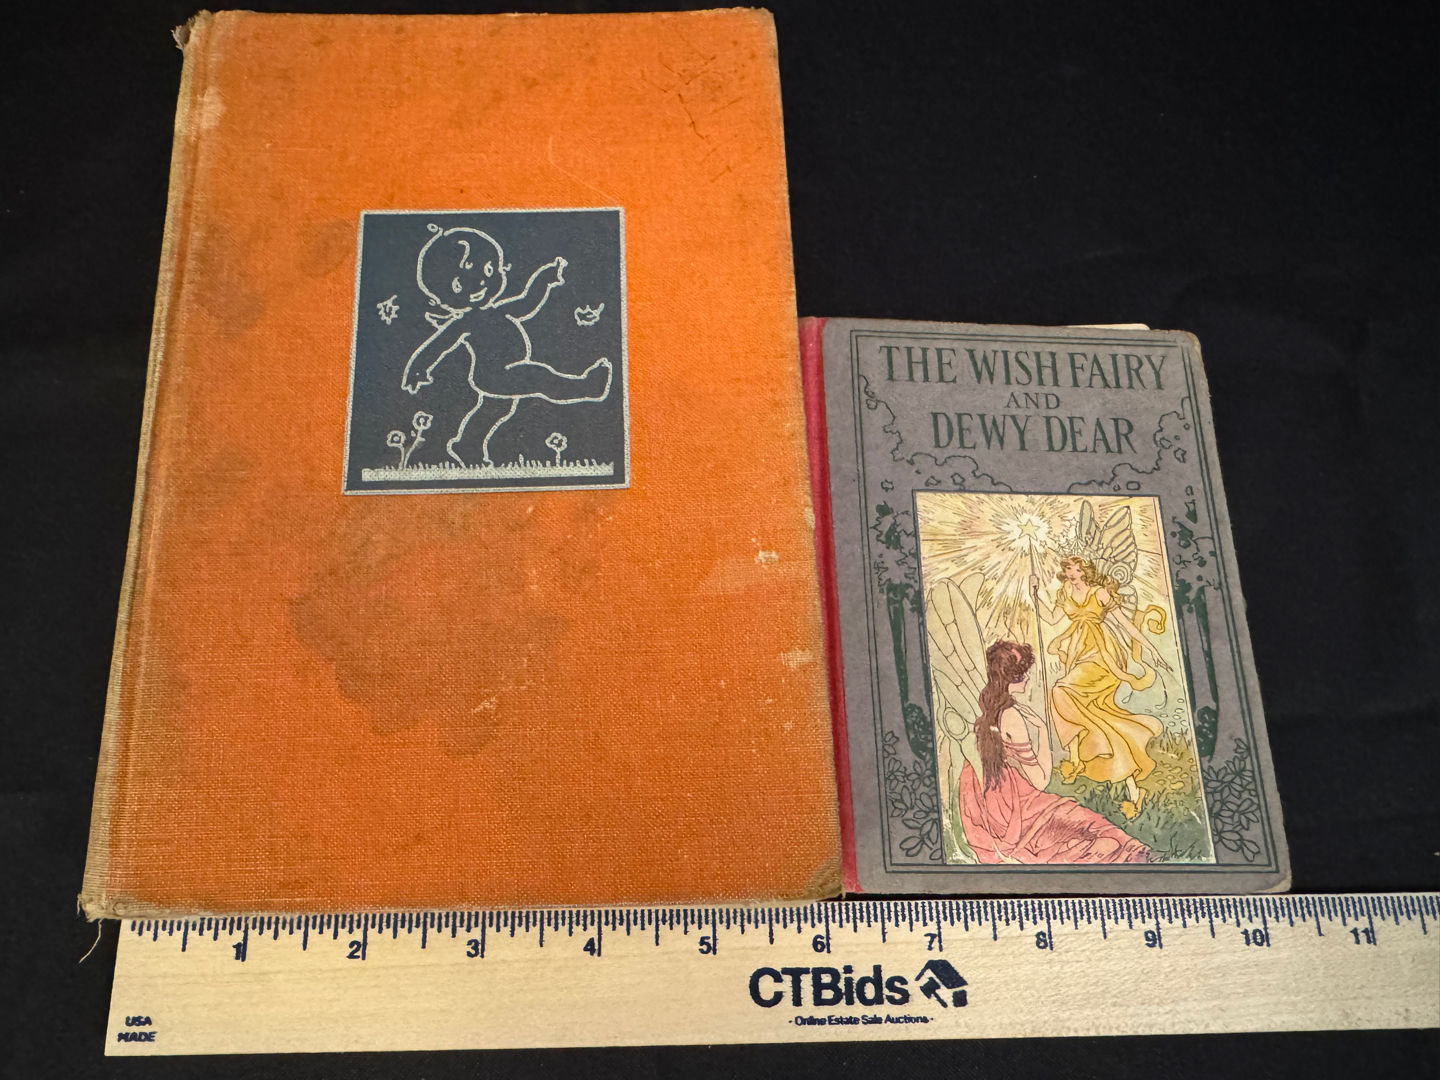 THE WISH FAIRY
AND
DEWY DEAR
1 2 3 4 5 6 7 8 9 10 11
CTBids
- Online Estate Sale Auctions -
USA
MADE